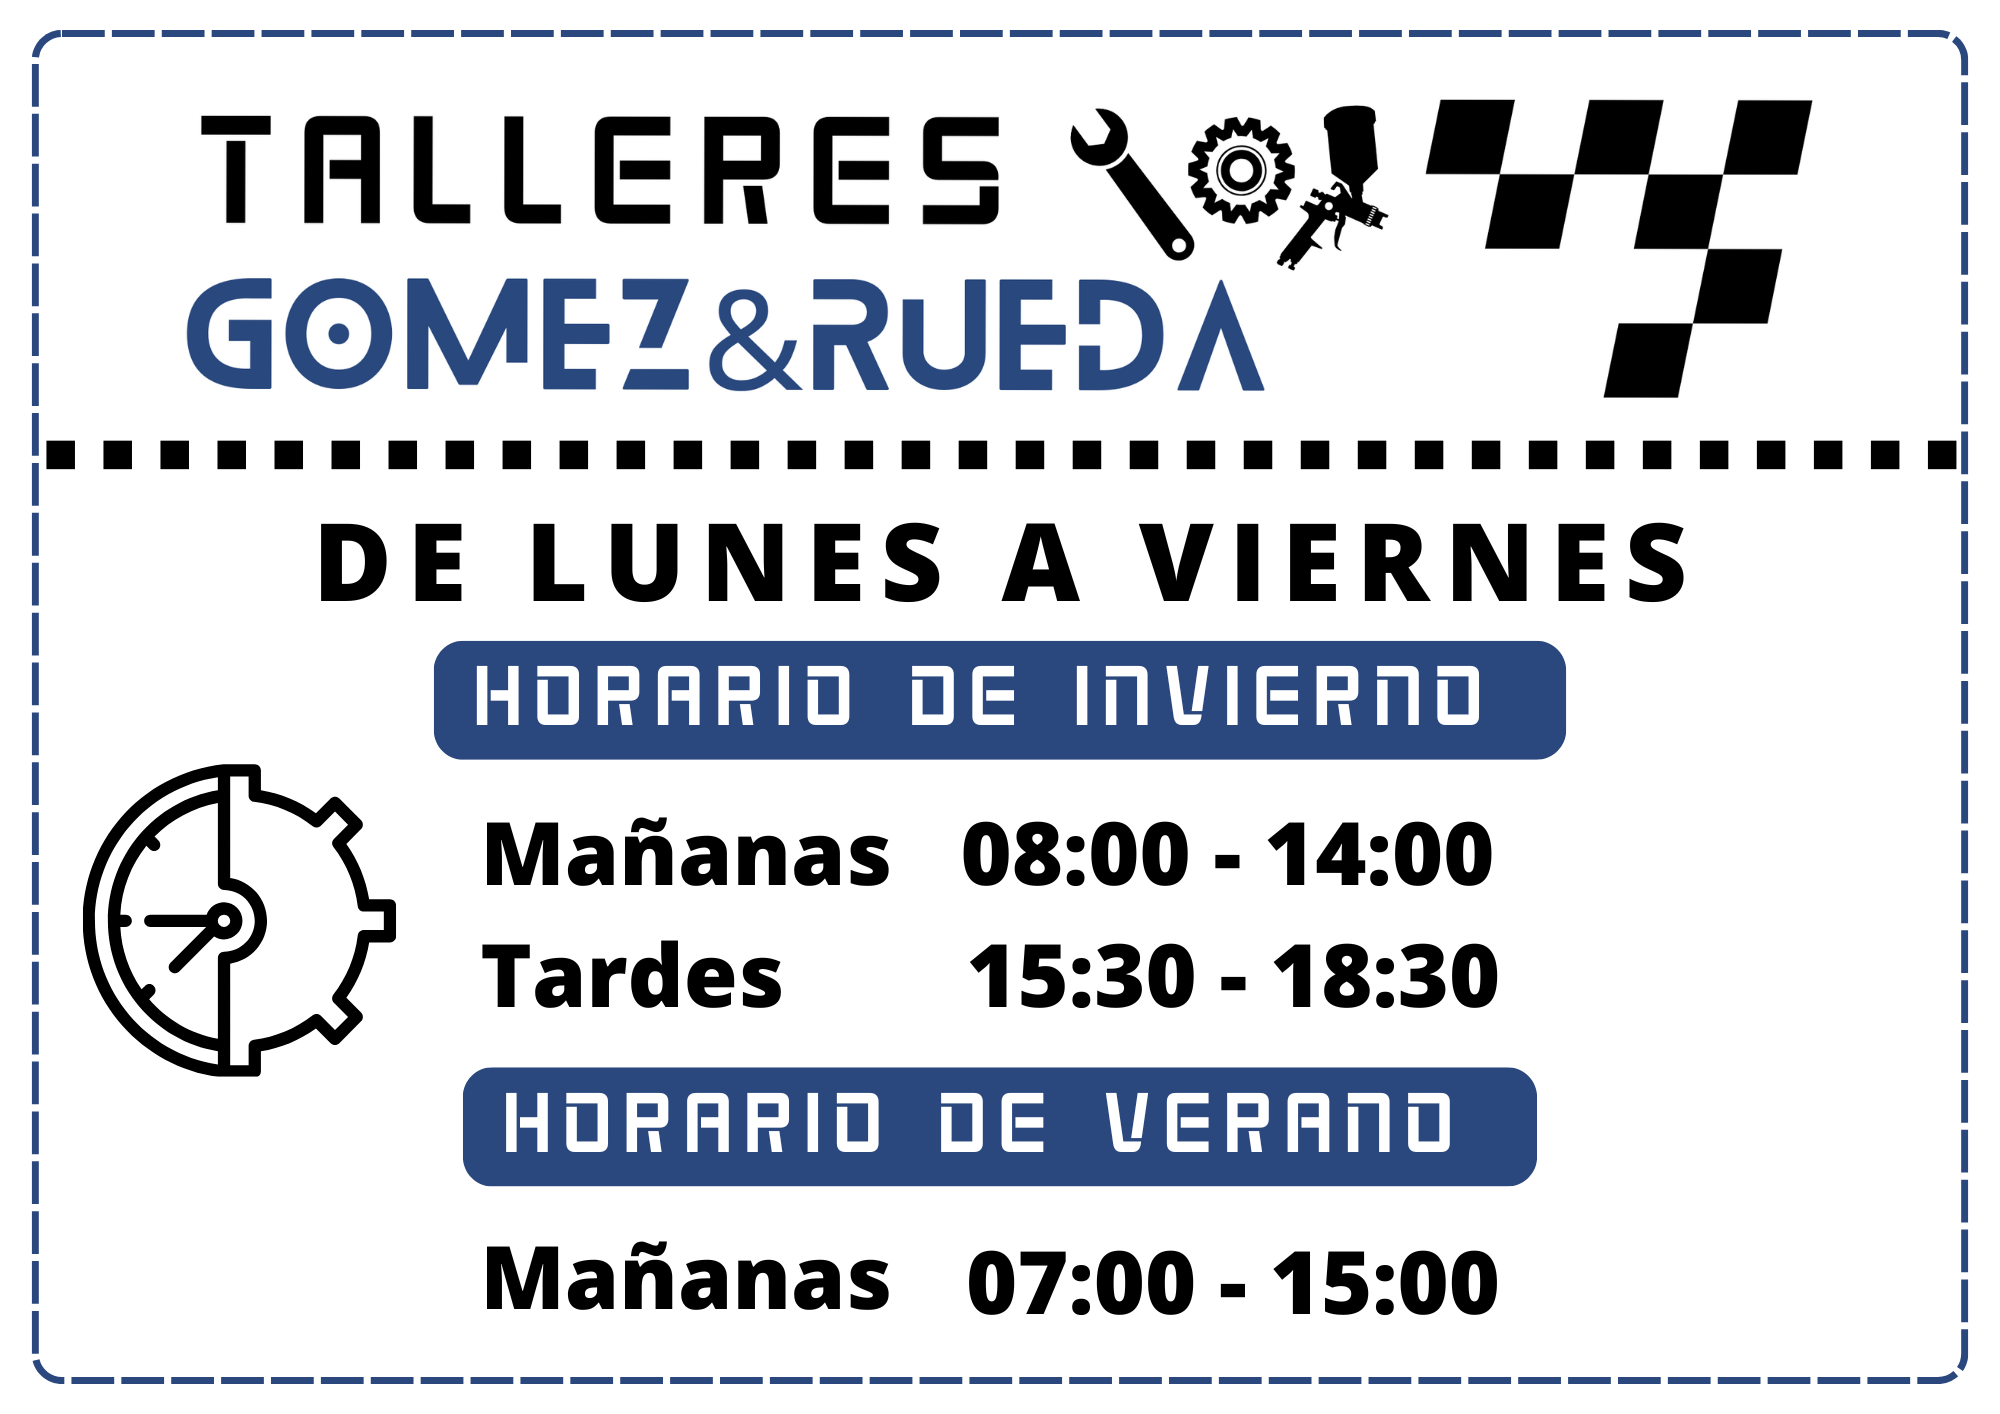 TALLERES
GOMEZ&RUEDA
DE LUNES A VIERNES
HORARIO DE INVIERNO
Mañanas 08:00 - 14:00
Tardes 15:30 - 18:30
HORARIO DE VERANO
Mañanas 07:00 - 15:00